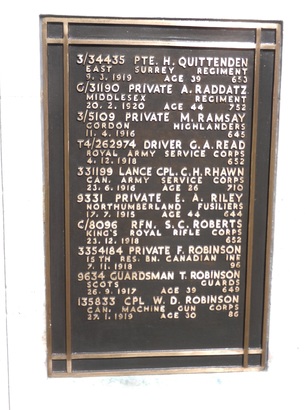 3/34435 PTE. H. QUITTENDEN
EAST SURREY REGIMENT
9. 3. 1919 AGE 39 653
G/31190 PRIVATE A. RADDATZ
MIDDLESEX REGIMENT
20. 2. 1920 AGE 44 752
3/5109 PRIVATE M. RAMSAY
GORDON HIGHLANDERS
11. 4. 1916 645
T4/262974 DRIVER G. A. READ
ROYAL ARMY SERVICE CORPS
4. 12. 1918 652
331199 LANCE CPL. C. H. RHAWN
CAN. ARMY SERVICE CORPS
23. 6. 1916 AGE 26 710
9331 PRIVATE E. A. RILEY
NORTHUMBERLAND FUSILIERS
17. 7. 1915 AGE 44 644
C/8096 RFN. S. G. ROBERTS
KING'S ROYAL RIFLE CORPS
23. 12. 1918 652
3354184 PRIVATE F. ROBINSON
15TH RES. BN. CANADIAN INF.
7. 11. 1918 96
9634 GUARDSMAN T. ROBINSON
SCOTS GUARDS
26. 9. 1917 AGE 39 649
135833 CPL. W. D. ROBINSON
CAN. MACHINE GUN CORPS
27. 1. 1919 AGE 30 86